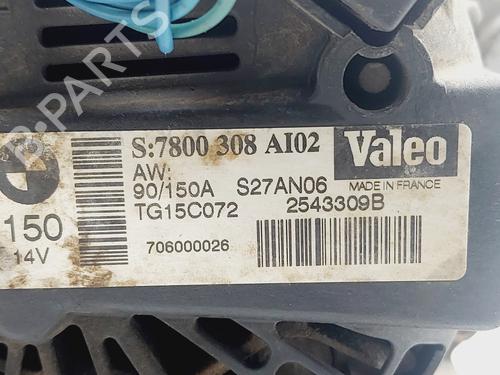 S:7800 308 AI02
Valeo
AW:
90/150A S27AN06 MADE IN FRANCE
TG15C072 2543309B
150
14V
706000026
B-PARTS